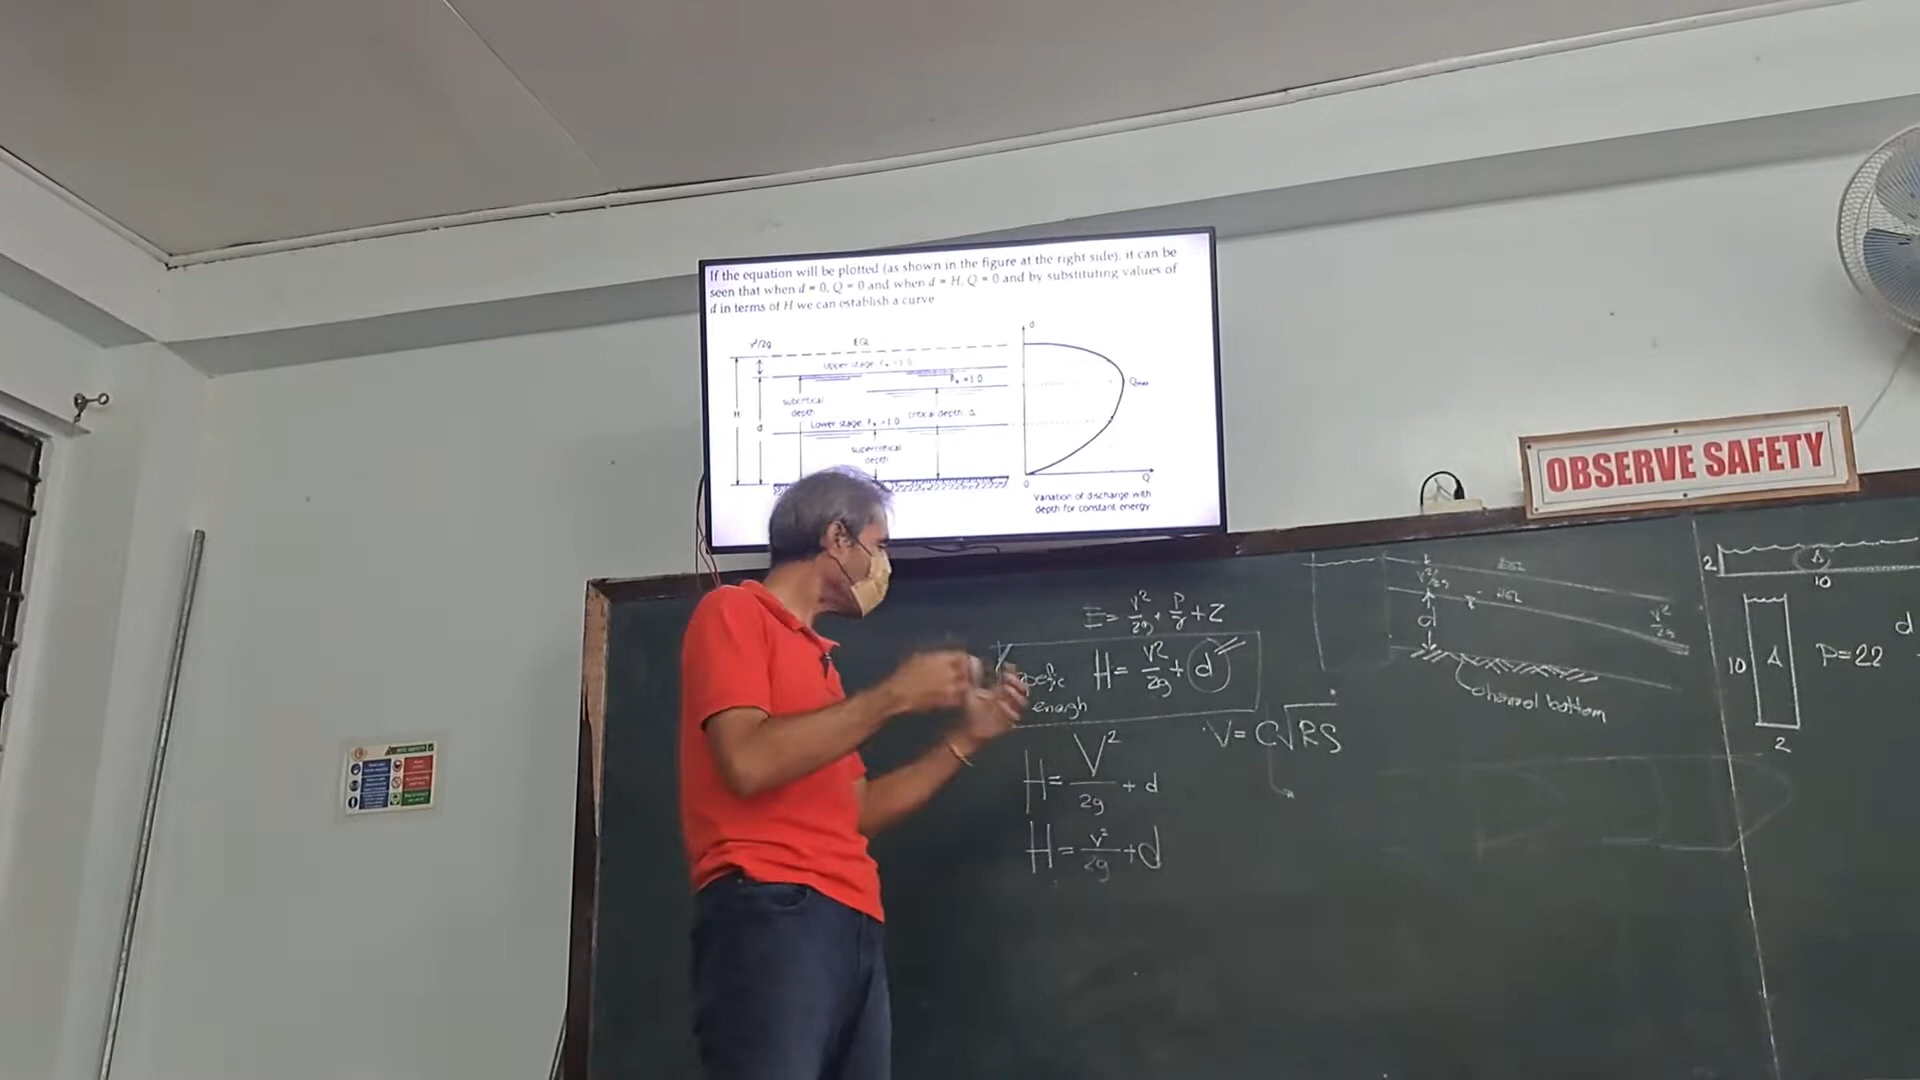 If the equation will be plotted (as shown in the figure at the right side), it can be
seen that when d = 0, Q = 0 and when d = H, Q = 0 and by substituting values of
d in terms of H we can establish a curve
d
v²/2g
Upper stage
Qmax
subcritical
depth
critical depth
H
d
Lower stage
supercritical
depth
0
Q
Variation of discharge with
depth for constant energy
OBSERVE SAFETY
E= V²/2g + P/γ + Z
H= V²/2g + d
H= V²/2g + d
H= V²/2g + d
V= C√RS
V²/2g
d
V²/2g
channel bottom
2
A
10
10
A
P=22
2
d